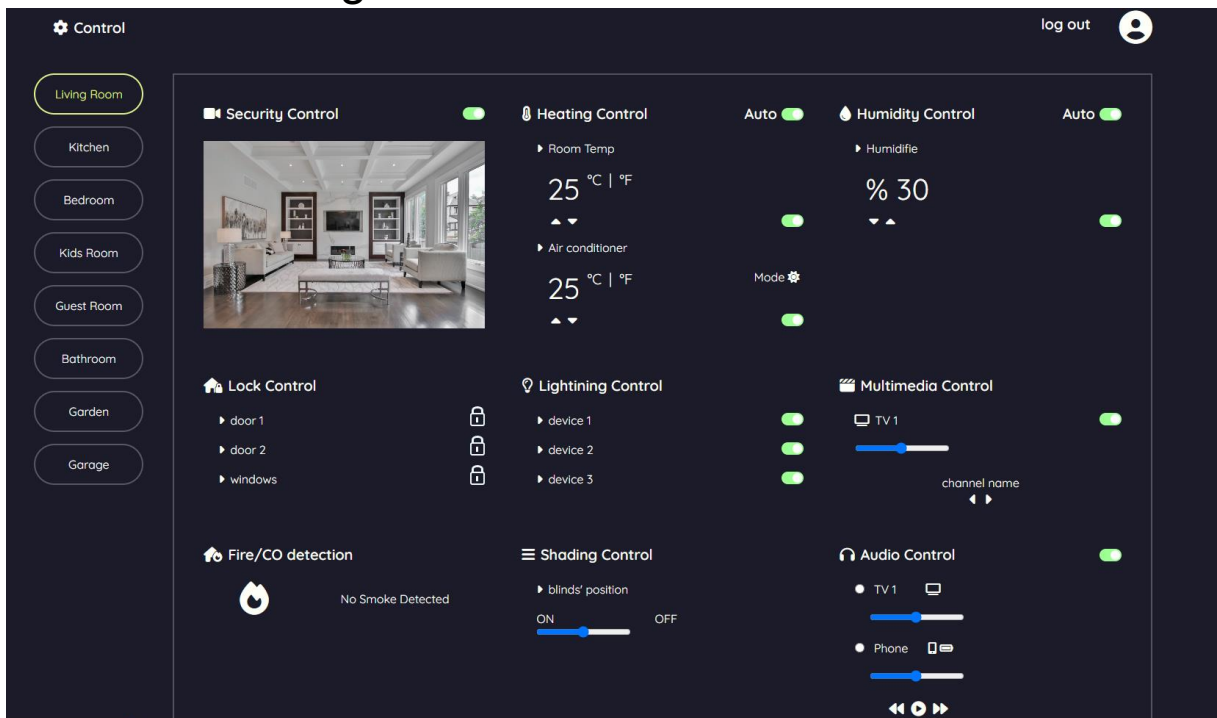 Control
log out
Living Room
Kitchen
Bedroom
Kids Room
Guest Room
Bathroom
Garden
Garage
Security Control
Heating Control
Auto
Room Temp
25 °C | °F
Air conditioner
25 °C | °F
Mode
Humidity Control
Auto
Humidifie
% 30
Lock Control
door 1
door 2
windows
Lightining Control
device 1
device 2
device 3
Multimedia Control
TV 1
channel name
Fire/CO detection
No Smoke Detected
Shading Control
blinds' position
ON OFF
Audio Control
TV 1
Phone